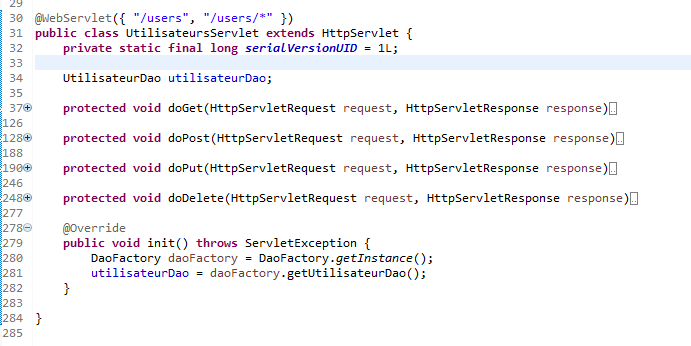 29
30 @WebServlet({ "/users", "/users/*" })
31 public class UtilisateursServlet extends HttpServlet {
32     private static final long serialVersionUID = 1L;
33
34     UtilisateurDao utilisateurDao;
35
37     protected void doGet(HttpServletRequest request, HttpServletResponse response)
126
128     protected void doPost(HttpServletRequest request, HttpServletResponse response)
188
190     protected void doPut(HttpServletRequest request, HttpServletResponse response)
246
248     protected void doDelete(HttpServletRequest request, HttpServletResponse response)
277
278     @Override
279     public void init() throws ServletException {
280         DaoFactory daoFactory = DaoFactory.getInstance();
281         utilisateurDao = daoFactory.getUtilisateurDao();
282     }
283
284 }
285